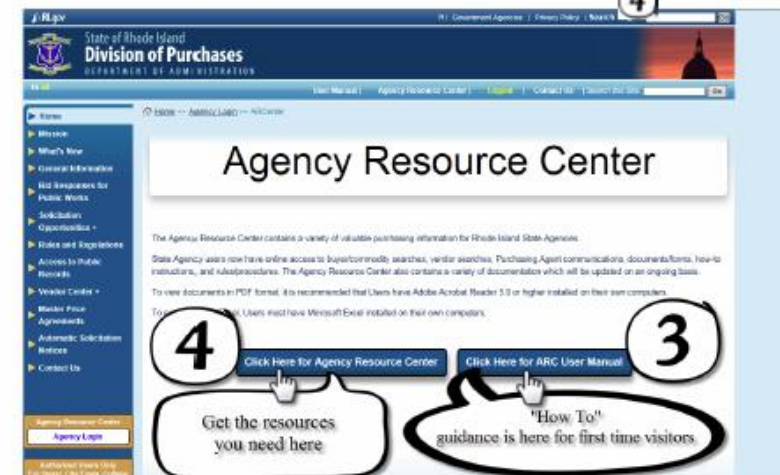 RI.gov
RI Government Agencies | Privacy Policy | Search
4
State of Rhode Island
Division of Purchases
DEPARTMENT OF ADMINISTRATION
User Manual | Agency Resource Center | Logout | Contact Us | Search this Site Go
Home >> Agency Login >> ARCenter
Home
Mission
What's New
General Information
Bid Responses for
Public Works
Solicitation
Opportunities +
Rules and Regulations
Access to Public
Records
Vendor Center +
Master Price
Agreements
Automatic Solicitation
Notices
Contact Us
Agency Resource Center
Agency Login
Authorized Users Only
Agency Resource Center
The Agency Resource Center contains a variety of valuable purchasing information for Rhode Island State Agencies.
State Agency users now have online access to buyer/commodity searches, vendor searches, Purchasing Agent communications, documents/forms, how-to
instructions, and rules/procedures. The Agency Resource Center also contains a variety of documentation which will be updated on an ongoing basis.
To view documents in PDF format, it is recommended that Users have Adobe Acrobat Reader 5.0 or higher installed on their own computers.
Users must have Microsoft Excel installed on their own computers.
4
Click Here for Agency Resource Center
Click Here for ARC User Manual
3
Get the resources
you need here
"How To"
guidance is here for first time visitors